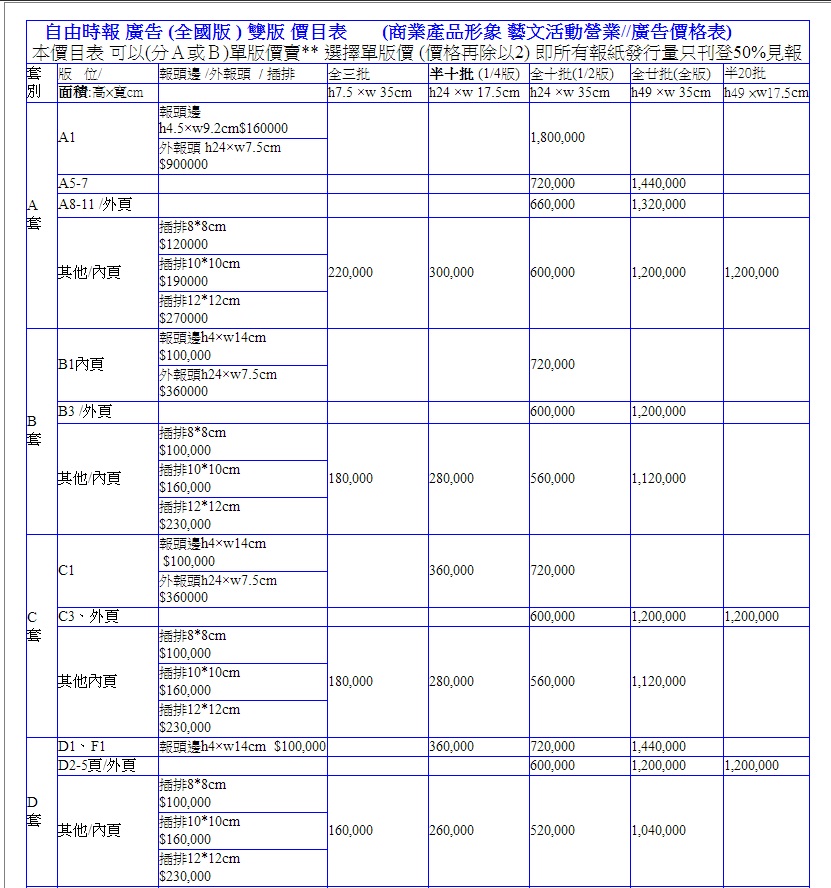 自由時報 廣告 (全國版 ) 雙版 價目表 (商業產品形象 藝文活動營業//廣告價格表)
本價目表 可以(分Ａ或Ｂ)單版價賣** 選擇單版價 (價格再除以2) 即所有報紙發行量只刊登50%見報
套別 版 位/ 報頭邊 /外報頭 / 插排 全三批 半十批 (1/4版) 全十批(1/2版) 全廿批(全版) 半20批
面積:高×寬cm h7.5 ×w 35cm h24 ×w 17.5cm h24 ×w 35cm h49 ×w 35cm h49 ×w17.5cm
A套
A1
報頭邊
h4.5×w9.2cm$160000
外報頭 h24×w7.5cm
$900000
1,800,000
A5-7 720,000 1,440,000
A8-11 /外頁 660,000 1,320,000
其他/內頁
插排8*8cm
$120000
插排10*10cm
$190000
插排12*12cm
$270000
220,000 300,000 600,000 1,200,000 1,200,000
B套
B1內頁
報頭邊h4×w14cm
$100,000
外報頭h24×w7.5cm
$360000
720,000
B3 /外頁 600,000 1,200,000
其他/內頁
插排8*8cm
$100,000
插排10*10cm
$160,000
插排12*12cm
$230,000
180,000 280,000 560,000 1,120,000
C套
C1
報頭邊h4×w14cm
$100,000
外報頭h24×w7.5cm
$360000
360,000 720,000
C3、外頁 600,000 1,200,000 1,200,000
其他內頁
插排8*8cm
$100,000
插排10*10cm
$160,000
插排12*12cm
$230,000
180,000 280,000 560,000 1,120,000
D套
D1、F1 報頭邊h4×w14cm $100,000 360,000 720,000 1,440,000
D2-5頁/外頁 600,000 1,200,000 1,200,000
其他/內頁
插排8*8cm
$100,000
插排10*10cm
$160,000
插排12*12cm
$230,000
160,000 260,000 520,000 1,040,000